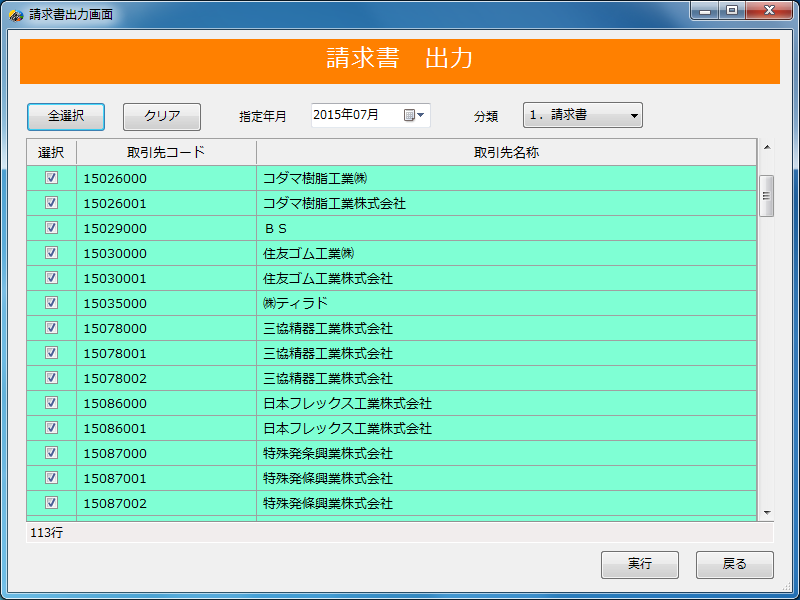 請求書出力画面
請求書　出力
全選択 クリア 指定年月 2015年07月 分類 1. 請求書
選択 取引先コード 取引先名称
15026000 コダマ樹脂工業㈱
15026001 コダマ樹脂工業株式会社
15029000 ＢＳ
15030000 住友ゴム工業㈱
15030001 住友ゴム工業株式会社
15035000 ㈱ティラド
15078000 三協精器工業株式会社
15078001 三協精器工業株式会社
15078002 三協精器工業株式会社
15086000 日本フレックス工業株式会社
15086001 日本フレックス工業株式会社
15087000 特殊発条興業株式会社
15087001 特殊発條興業株式会社
15087002 特殊発條興業株式会社
113行
実行 戻る